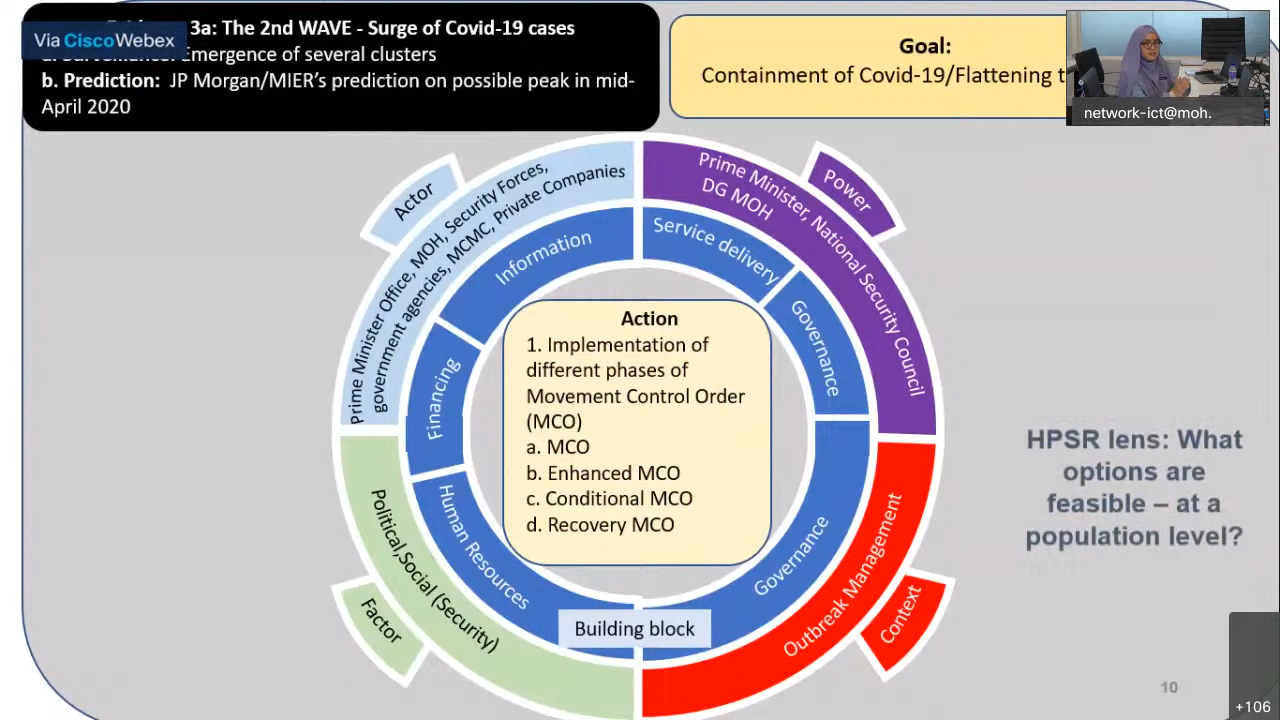 3a: The 2nd WAVE - Surge of Covid-19 cases
Via Cisco Webex
Emergence of several clusters
b. Prediction: JP Morgan/MIER's prediction on possible peak in mid-
April 2020
Goal:
Containment of Covid-19/Flattening t
network-ict@moh.
Actor
Prime Minister Office, MOH, Security Forces,
government agencies, MCMC, Private Companies
Prime Minister, National Security Council
DG MOH
Power
Information
Service delivery
Governance
Financing
Human Resources
Governance
Action
1. Implementation of
different phases of
Movement Control Order
(MCO)
a. MCO
b. Enhanced MCO
c. Conditional MCO
d. Recovery MCO
HPSR lens: What
options are
feasible – at a
population level?
Political,Social (Security)
Factor
Outbreak Management
Context
Building block
10
+106